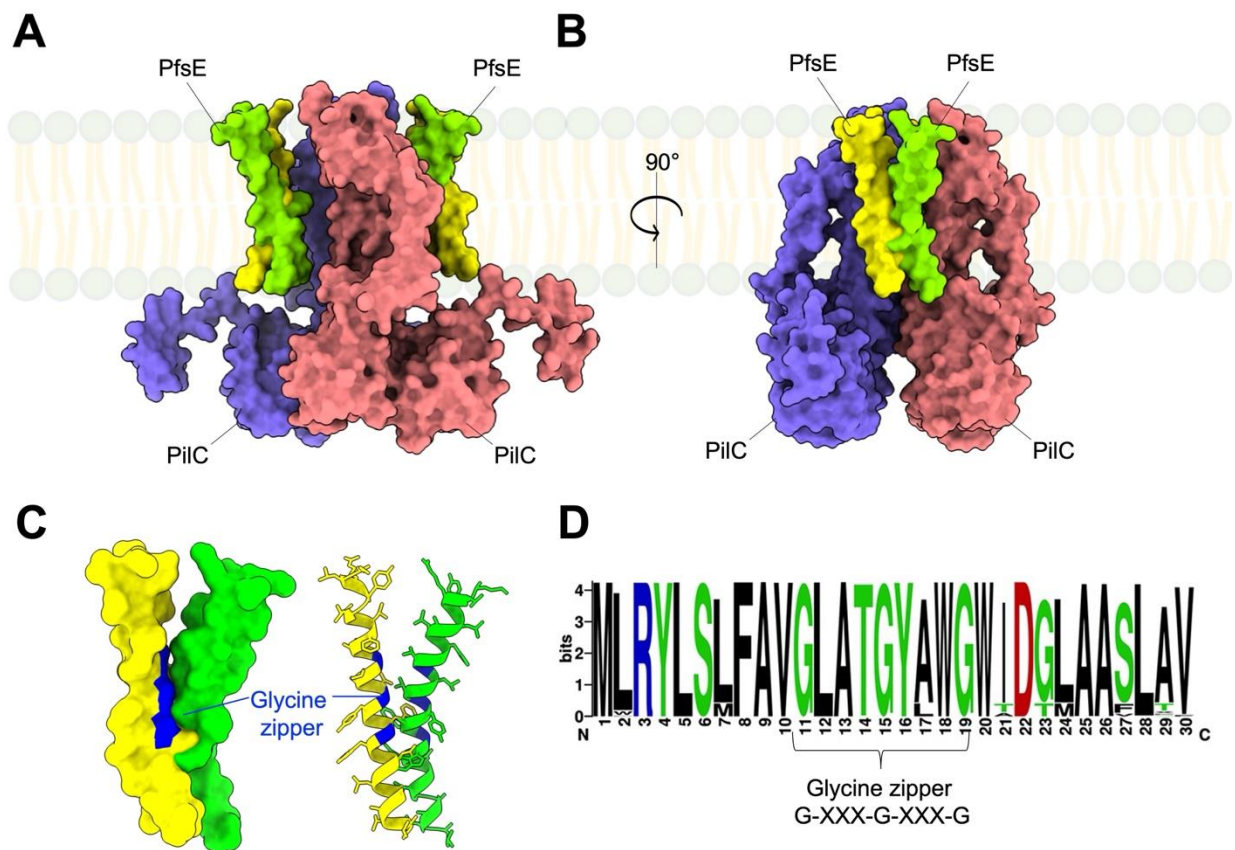 A
B
PfsE
PfsE
PfsE
PfsE
90°
PilC
PilC
PilC
PilC
C
D
Glycine
zipper
bits
4
3
2
1
0
MLRYLSLFAVGLATGYAWGWIDGLAASLAV
1 2 3 4 5 6 7 8 9 10 11 12 13 14 15 16 17 18 19 20 21 22 23 24 25 26 27 28 29 30
N
C
Glycine zipper
G-XXX-G-XXX-G